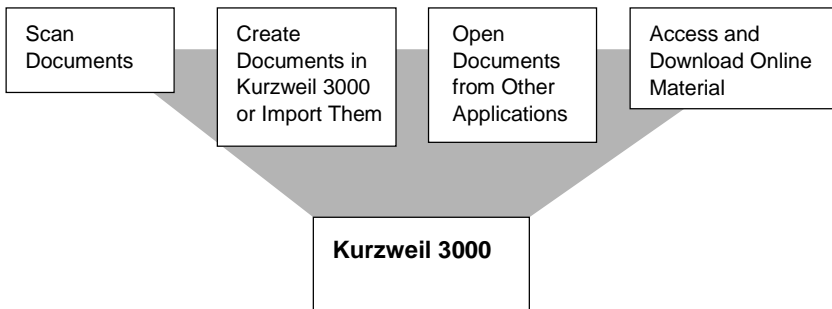 Scan
Documents
Create
Documents in
Kurzweil 3000
or Import Them
Open
Documents
from Other
Applications
Access and
Download Online
Material
Kurzweil 3000